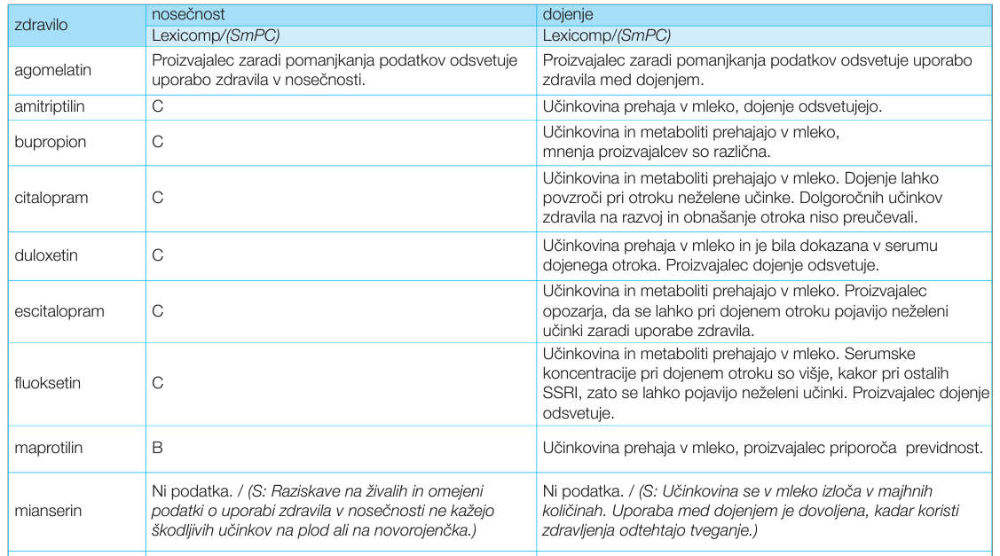 zdravilo
nosečnost
dojenje
Lexicomp/(SmPC)
Lexicomp/(SmPC)
agomelatin
Proizvajalec zaradi pomanjkanja podatkov odsvetuje
uporabo zdravila v nosečnosti.
Proizvajalec zaradi pomanjkanja podatkov odsvetuje uporabo
zdravila med dojenjem.
amitriptilin
C
Učinkovina prehaja v mleko, dojenje odsvetujejo.
bupropion
C
Učinkovina in metaboliti prehajajo v mleko,
mnenja proizvajalcev so različna.
citalopram
C
Učinkovina in metaboliti prehajajo v mleko. Dojenje lahko
povzroči pri otroku neželene učinke. Dolgoročnih učinkov
zdravila na razvoj in obnašanje otroka niso preučevali.
duloxetin
C
Učinkovina prehaja v mleko in je bila dokazana v serumu
dojenega otroka. Proizvajalec dojenje odsvetuje.
escitalopram
C
Učinkovina in metaboliti prehajajo v mleko. Proizvajalec
opozarja, da se lahko pri dojenem otroku pojavijo neželeni
učinki zaradi uporabe zdravila.
fluoksetin
C
Učinkovina in metaboliti prehajajo v mleko. Serumske
koncentracije pri dojenem otroku so višje, kakor pri ostalih
SSRI, zato se lahko pojavijo neželeni učinki. Proizvajalec dojenje
odsvetuje.
maprotilin
B
Učinkovina prehaja v mleko, proizvajalec priporoča previdnost.
mianserin
Ni podatka. / (S: Raziskave na živalih in omejeni
podatki o uporabi zdravila v nosečnosti ne kažejo
škodljivih učinkov na plod ali na novorojenčka.)
Ni podatka. / (S: Učinkovina se v mleko izloča v majhnih
količinah. Uporaba med dojenjem je dovoljena, kadar koristi
zdravljenja odtehtajo tveganje.)